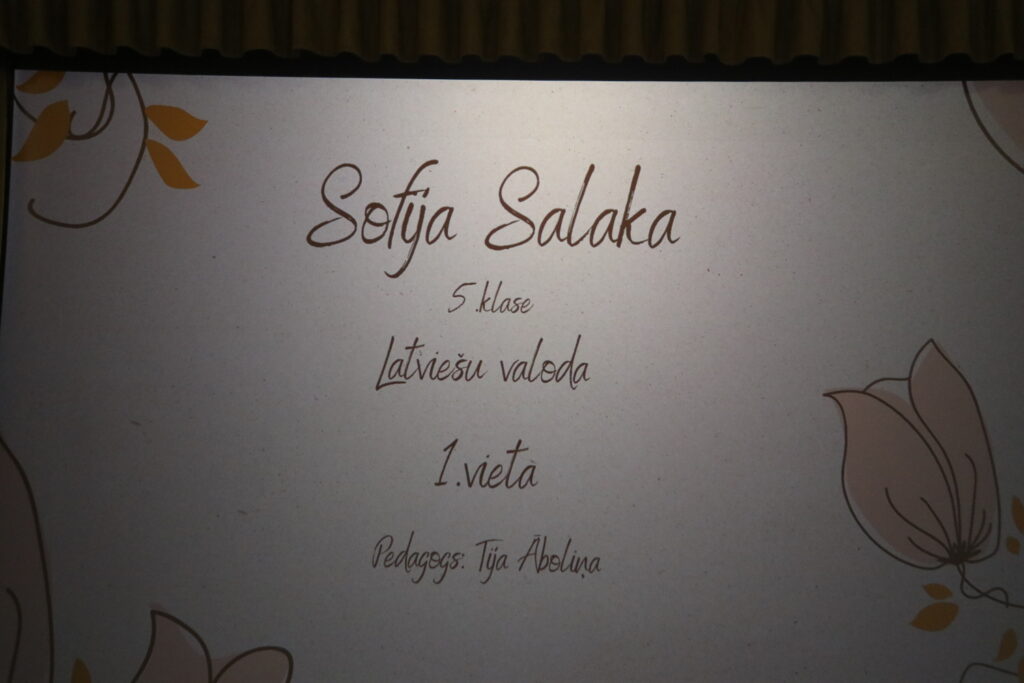 Sofija Salaka
5.klase
Latviešu valoda
1.vieta
Pedagogs: Tija Āboliņa